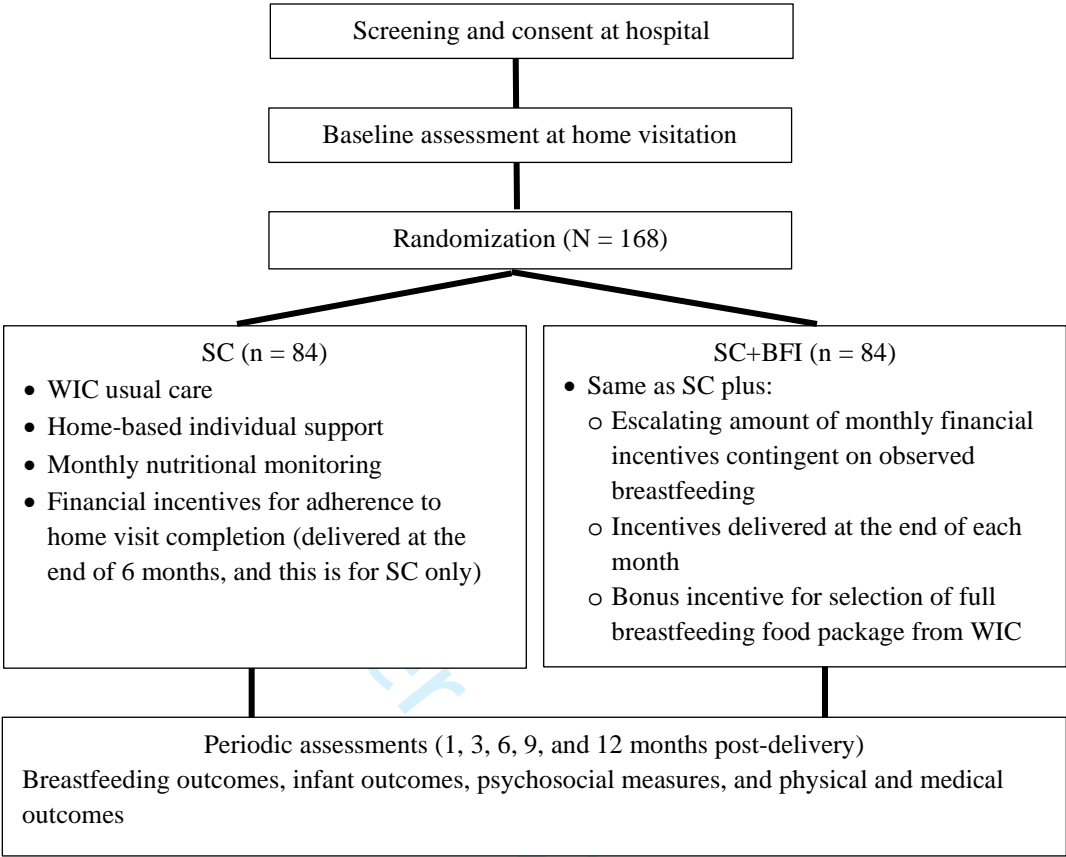 Screening and consent at hospital
Baseline assessment at home visitation
Randomization (N = 168)
SC (n = 84)
• WIC usual care
• Home-based individual support
• Monthly nutritional monitoring
• Financial incentives for adherence to
home visit completion (delivered at the
end of 6 months, and this is for SC only)
SC+BFI (n = 84)
• Same as SC plus:
o Escalating amount of monthly financial
incentives contingent on observed
breastfeeding
o Incentives delivered at the end of each
month
o Bonus incentive for selection of full
breastfeeding food package from WIC
Periodic assessments (1, 3, 6, 9, and 12 months post-delivery)
Breastfeeding outcomes, infant outcomes, psychosocial measures, and physical and medical
outcomes